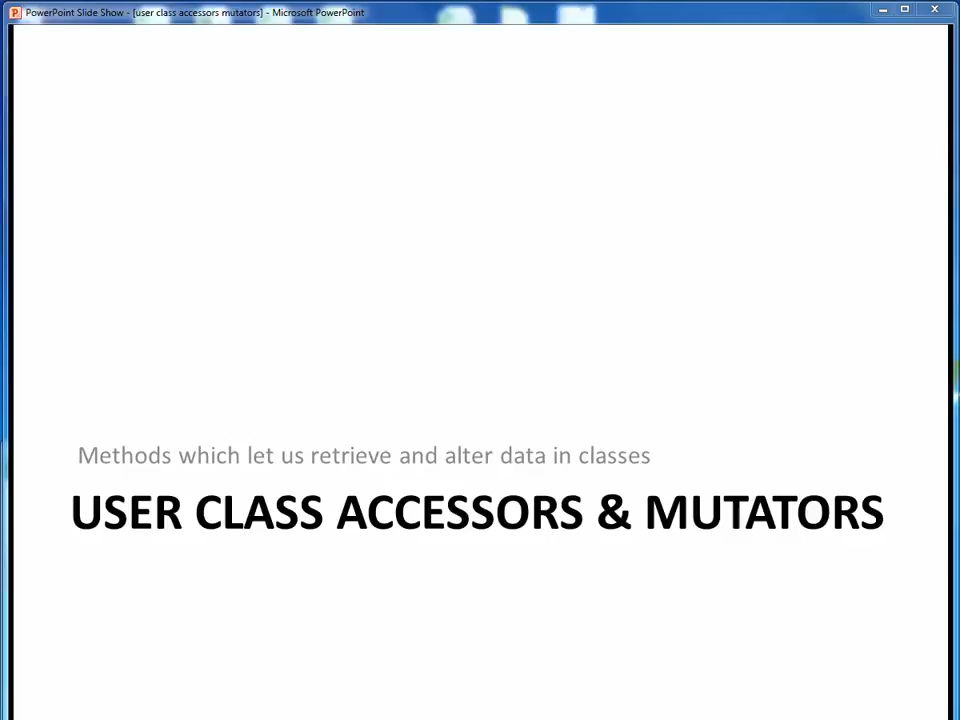 PowerPoint Slide Show - [user class accessors mutators] - Microsoft PowerPoint
Methods which let us retrieve and alter data in classes
USER CLASS ACCESSORS & MUTATORS